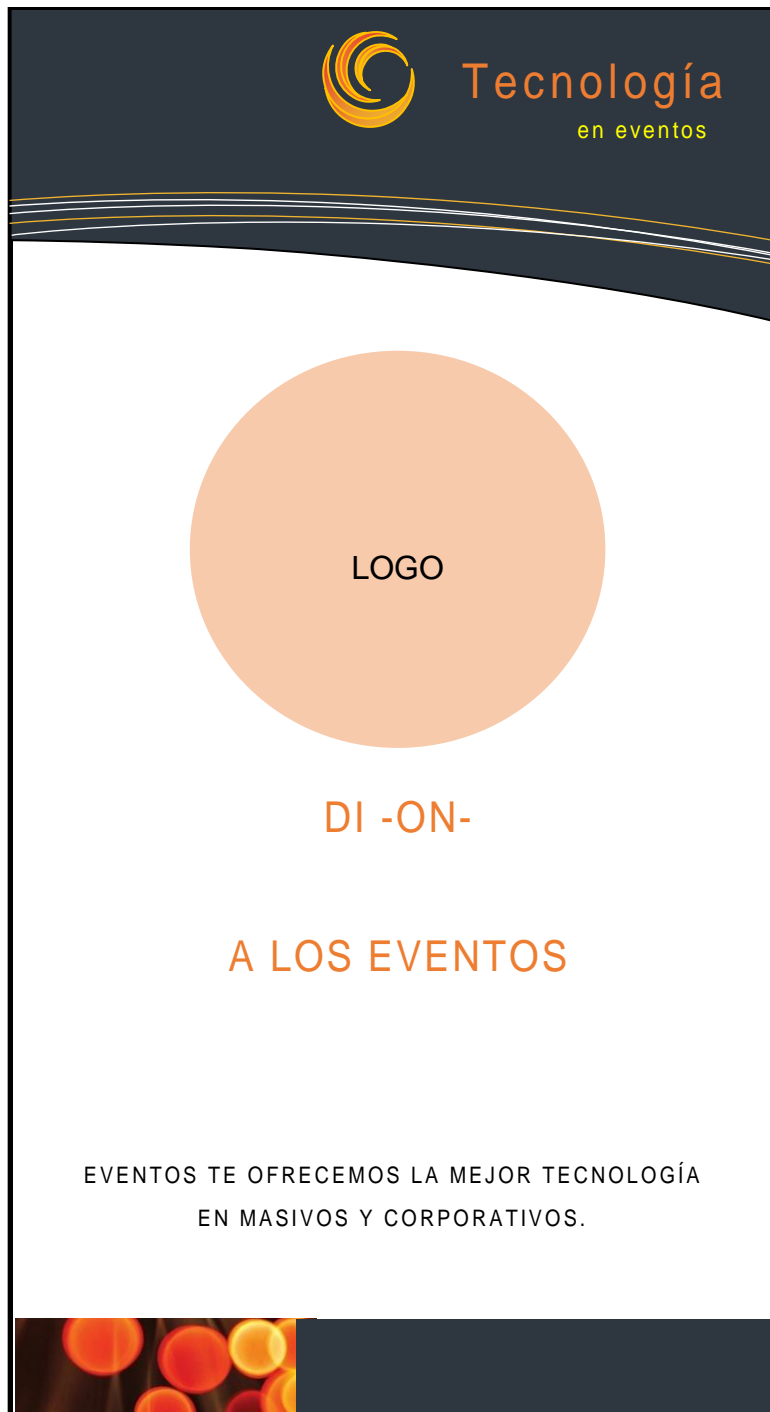 Tecnología
en eventos
LOGO
DI -ON-
A LOS EVENTOS
EVENTOS TE OFRECEMOS LA MEJOR TECNOLOGÍA
EN MASIVOS Y CORPORATIVOS.